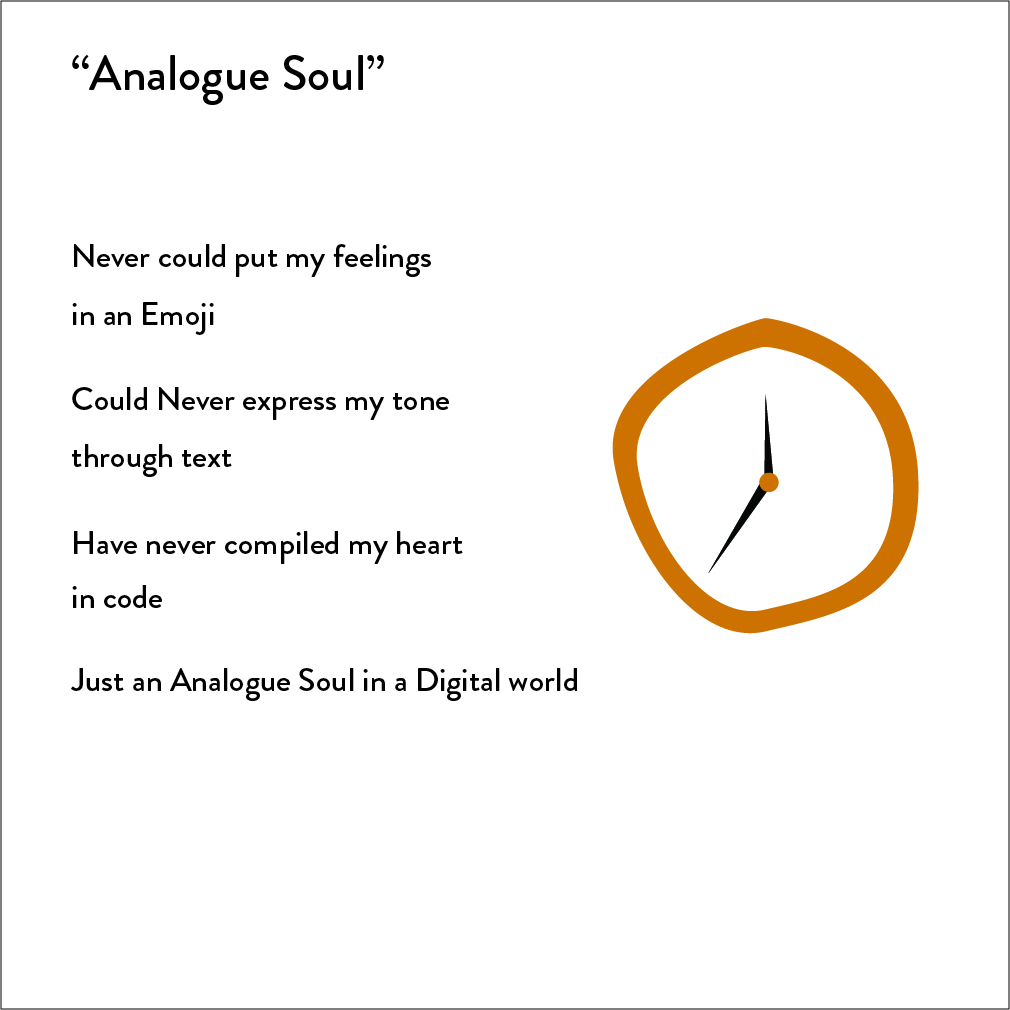 “Analogue Soul”
Never could put my feelings
in an Emoji
Could Never express my tone
through text
Have never compiled my heart
in code
Just an Analogue Soul in a Digital world